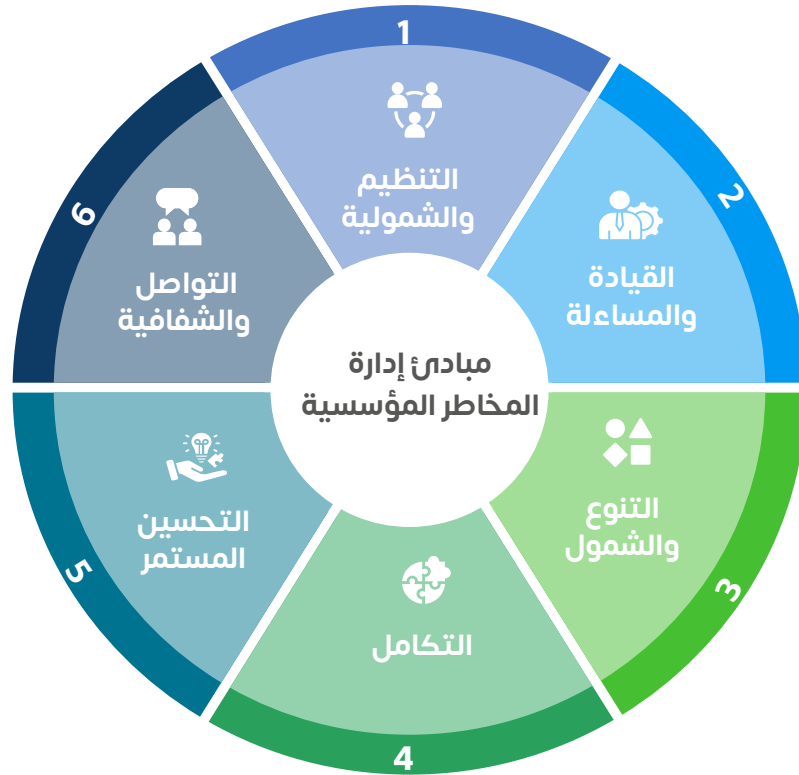 مبادئ إدارة
المخاطر المؤسسية
1
التنظيم
والشمولية
2
القيادة
والمساءلة
3
التنوع
والشمول
4
التكامل
5
التحسين
المستمر
6
التواصل
والشفافية